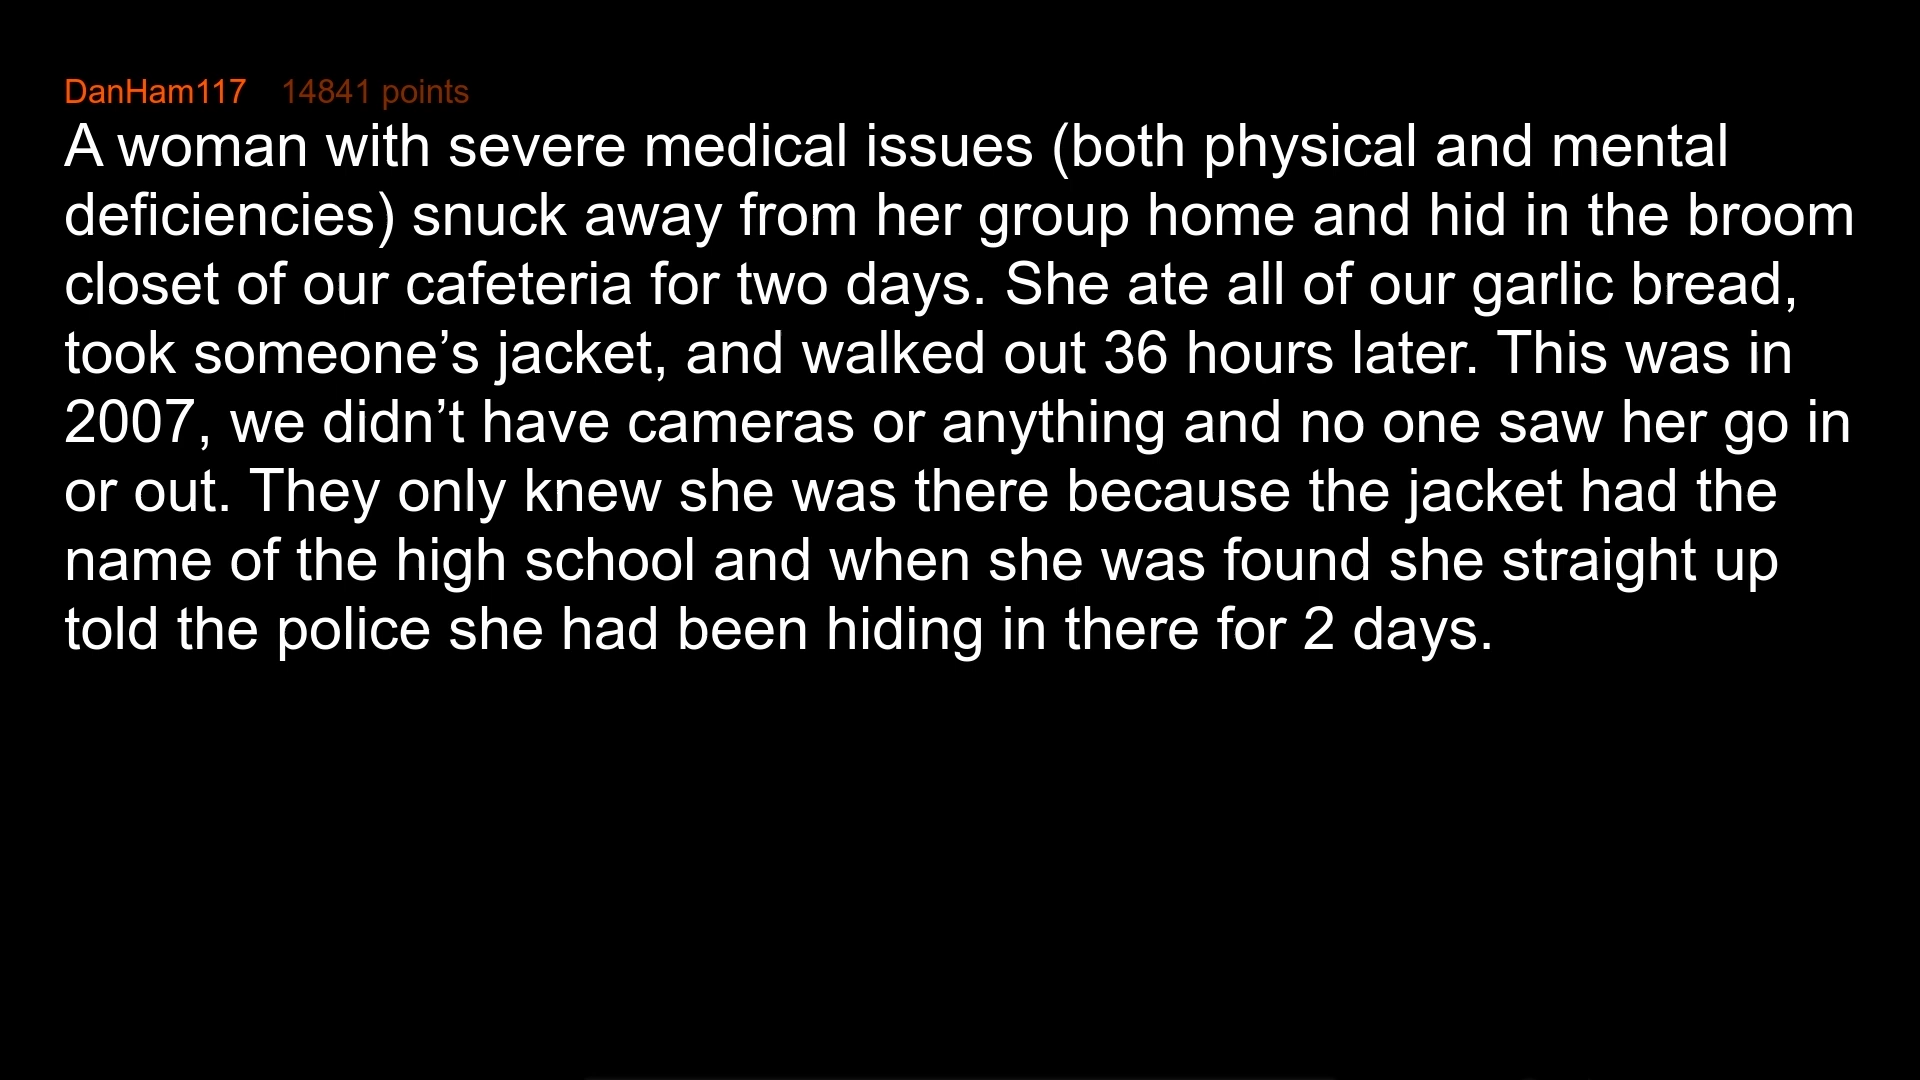 DanHam117 14841 points
A woman with severe medical issues (both physical and mental
deficiencies) snuck away from her group home and hid in the broom
closet of our cafeteria for two days. She ate all of our garlic bread,
took someone’s jacket, and walked out 36 hours later. This was in
2007, we didn’t have cameras or anything and no one saw her go in
or out. They only knew she was there because the jacket had the
name of the high school and when she was found she straight up
told the police she had been hiding in there for 2 days.